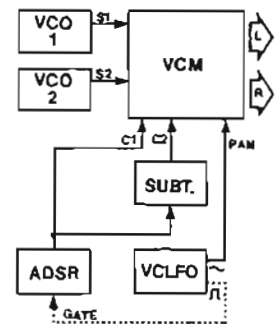 VCO 1
S1
VCM
L
VCO 2
S2
R
C1
C2
PAN
SUBT.
ADSR
VCLFO
GATE